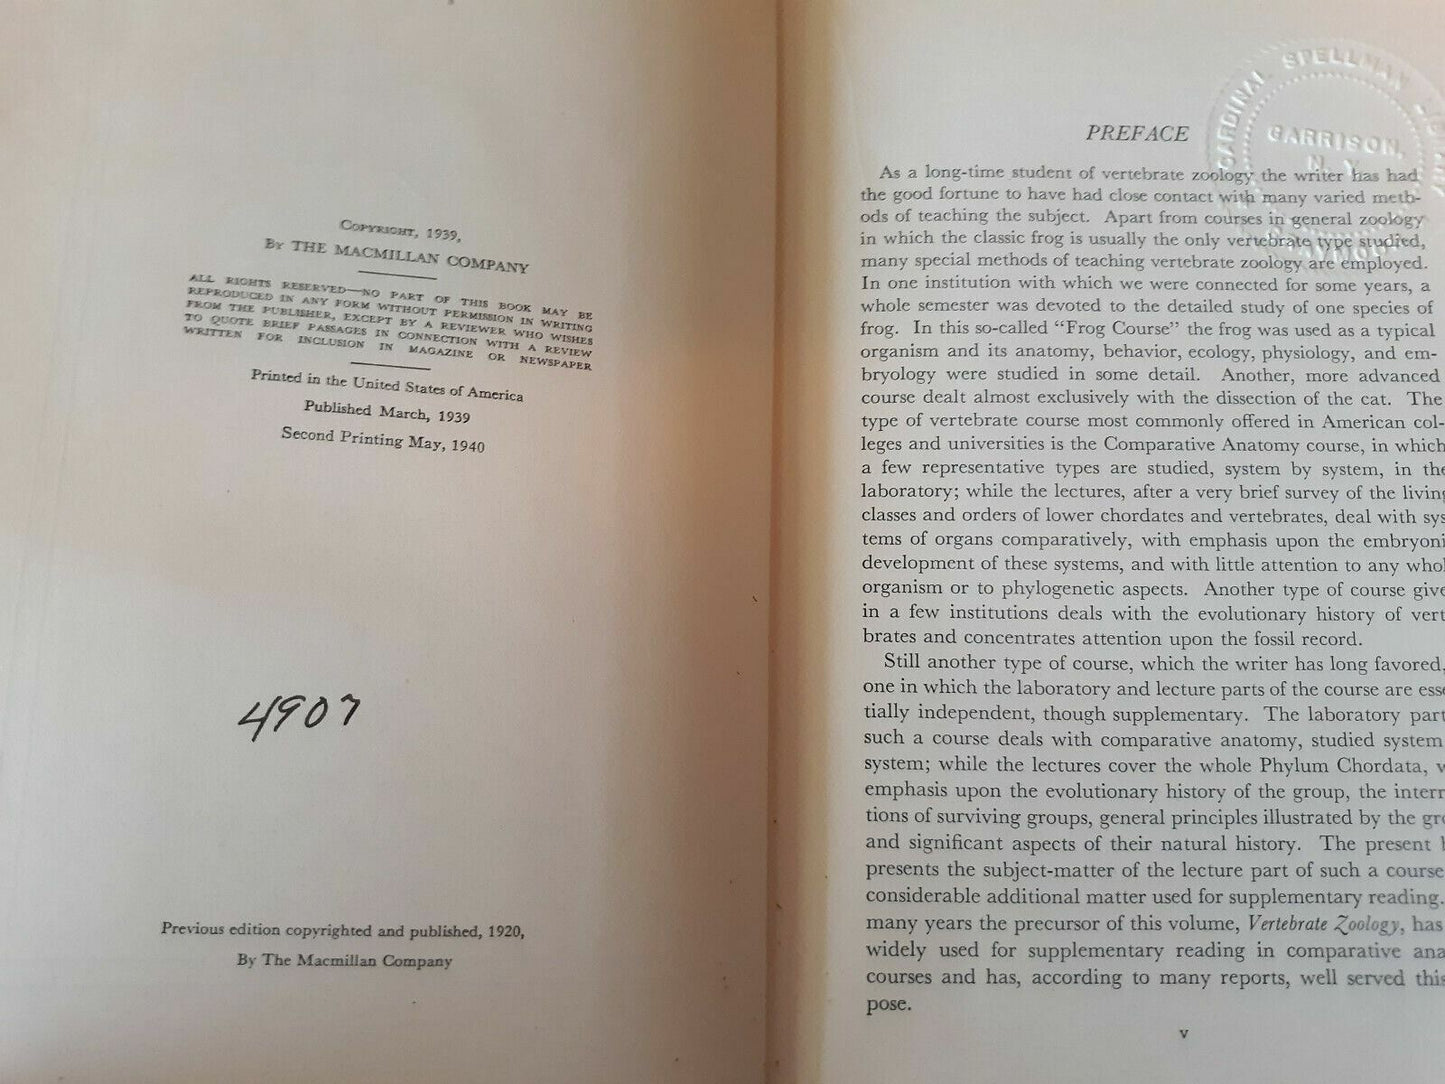 COPYRIGHT, 1939,
BY THE MACMILLAN COMPANY
ALL RIGHTS RESERVED—NO PART OF THIS BOOK MAY BE
REPRODUCED IN ANY FORM WITHOUT PERMISSION IN WRITING
FROM THE PUBLISHER, EXCEPT BY A REVIEWER WHO WISHES
TO QUOTE BRIEF PASSAGES IN CONNECTION WITH A REVIEW
WRITTEN FOR INCLUSION IN MAGAZINE OR NEWSPAPER
Printed in the United States of America
Published March, 1939
Second Printing May, 1940
4907
Previous edition copyrighted and published, 1920,
By The Macmillan Company
CARDINAL SPELLMAN
GARRISON,
N. Y.
PREFACE
As a long-time student of vertebrate zoology the writer has had
the good fortune to have had close contact with many varied meth-
ods of teaching the subject. Apart from courses in general zoology
in which the classic frog is usually the only vertebrate type studied,
many special methods of teaching vertebrate zoology are employed.
In one institution with which we were connected for some years, a
whole semester was devoted to the detailed study of one species of
frog. In this so-called “Frog Course” the frog was used as a typical
organism and its anatomy, behavior, ecology, physiology, and em-
bryology were studied in some detail. Another, more advanced
course dealt almost exclusively with the dissection of the cat. The
type of vertebrate course most commonly offered in American col-
leges and universities is the Comparative Anatomy course, in which
a few representative types are studied, system by system, in the
laboratory; while the lectures, after a very brief survey of the living
classes and orders of lower chordates and vertebrates, deal with sys
tems of organs comparatively, with emphasis upon the embryoni
development of these systems, and with little attention to any whol
organism or to phylogenetic aspects. Another type of course give
in a few institutions deals with the evolutionary history of vert
brates and concentrates attention upon the fossil record.
Still another type of course, which the writer has long favored,
one in which the laboratory and lecture parts of the course are esse
tially independent, though supplementary. The laboratory part
such a course deals with comparative anatomy, studied system
system; while the lectures cover the whole Phylum Chordata, w
emphasis upon the evolutionary history of the group, the interr
tions of surviving groups, general principles illustrated by the gr
and significant aspects of their natural history. The present
presents the subject-matter of the lecture part of such a course
considerable additional matter used for supplementary reading.
many years the precursor of this volume, Vertebrate Zoology, has
widely used for supplementary reading in comparative ana
courses and has, according to many reports, well served this
pose.
v